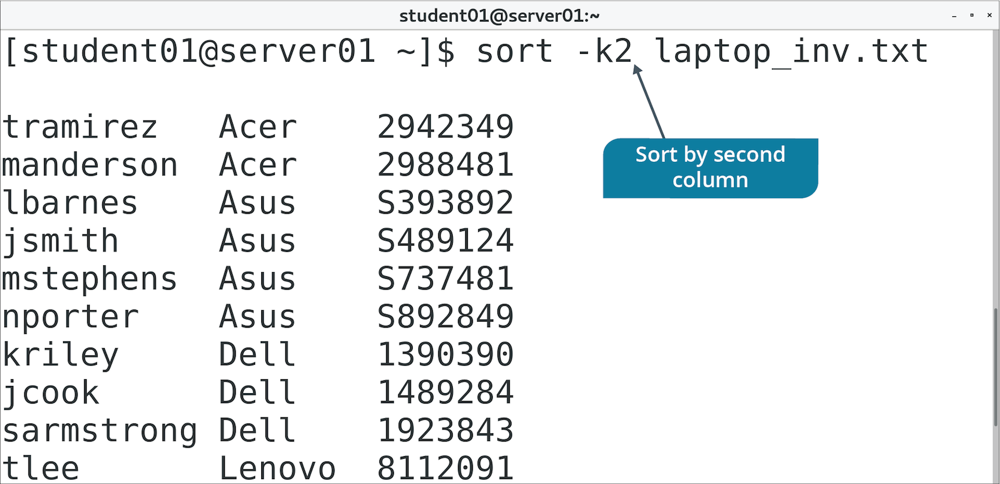 student01@server01:~
[student01@server01 ~]$ sort -k2 laptop_inv.txt
Sort by second
column
tramirez Acer 2942349
manderson Acer 2988481
lbarnes Asus S393892
jsmith Asus S489124
mstephens Asus S737481
nporter Asus S892849
kriley Dell 1390390
jcook Dell 1489284
sarmstrong Dell 1923843
tlee Lenovo 8112091